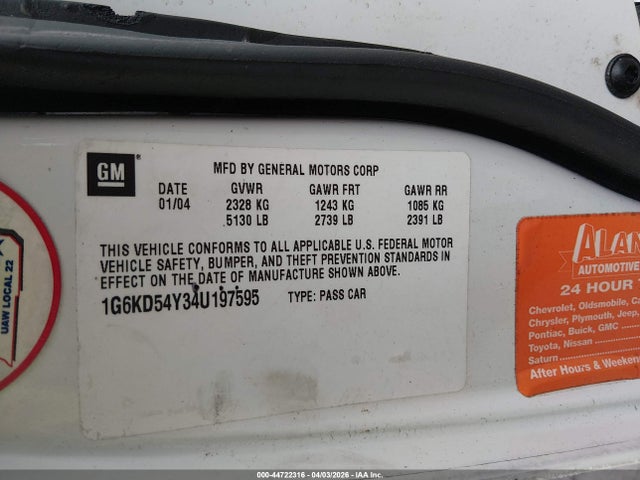 GM ®
MFD BY GENERAL MOTORS CORP
DATE GVWR GAWR FRT GAWR RR
01/04 2328 KG 1243 KG 1085 KG
5130 LB 2739 LB 2391 LB
THIS VEHICLE CONFORMS TO ALL APPLICABLE U.S. FEDERAL MOTOR
VEHICLE SAFETY, BUMPER, AND THEFT PREVENTION STANDARDS IN
EFFECT ON THE DATE OF MANUFACTURE SHOWN ABOVE.
1G6KD54Y34U197595 TYPE: PASS CAR
UAW LOCAL 22
ALAN
AUTOMOTIVE
24 HOUR
Chevrolet, Oldsmobile,
Chrysler, Plymouth, Jeep,
Pontiac, Buick, GMC
Toyota, Nissan
Saturn
After Hours &
000-44722316 - 04/03/2026 - IAAI.COM